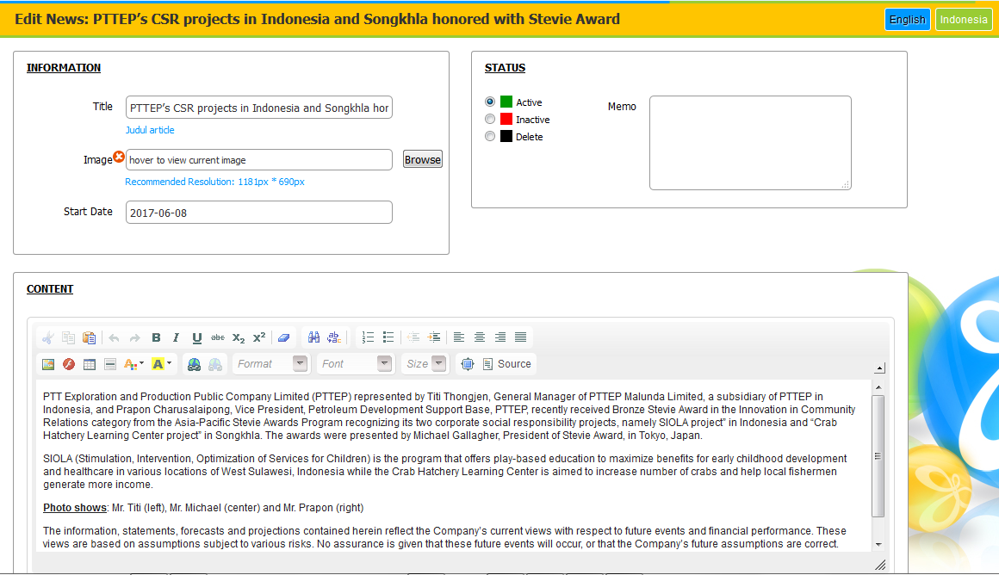 Edit News: PTTEP’s CSR projects in Indonesia and Songkhla honored with Stevie Award
English
Indonesia
INFORMATION
Title
PTTEP’s CSR projects in Indonesia and Songkhla hor
Judul article
Image
hover to view current image
Browse
Recommended Resolution: 1181px * 690px
Start Date
2017-06-08
STATUS
Active
Inactive
Delete
Memo
CONTENT
B I U abc X2 X2
Format
Font
Size
Source
PTT Exploration and Production Public Company Limited (PTTEP) represented by Titi Thongjen, General Manager of PTTEP Malunda Limited, a subsidiary of PTTEP in
Indonesia, and Prapon Charusalaipong, Vice President, Petroleum Development Support Base, PTTEP, recently received Bronze Stevie Award in the Innovation in Community
Relations category from the Asia-Pacific Stevie Awards Program recognizing its two corporate social responsibility projects, namely SIOLA project” in Indonesia and “Crab
Hatchery Learning Center project” in Songkhla. The awards were presented by Michael Gallagher, President of Stevie Award, in Tokyo, Japan.
SIOLA (Stimulation, Intervention, Optimization of Services for Children) is the program that offers play-based education to maximize benefits for early childhood development
and healthcare in various locations of West Sulawesi, Indonesia while the Crab Hatchery Learning Center is aimed to increase number of crabs and help local fishermen
generate more income.
Photo shows: Mr. Titi (left), Mr. Michael (center) and Mr. Prapon (right)
The information, statements, forecasts and projections contained herein reflect the Company’s current views with respect to future events and financial performance. These
views are based on assumptions subject to various risks. No assurance is given that these future events will occur, or that the Company’s future assumptions are correct.